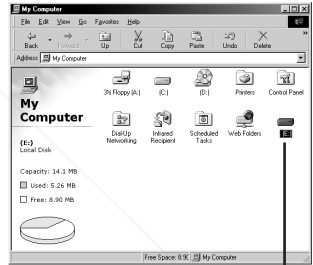 My Computer
File Edit View Go Favorites Help
Back Forward Up Cut Copy Paste Undo Delete »
Address My Computer
3½ Floppy (A:) (C:) (D:) Printers Control Panel
My
Computer
Dial-Up Networking Infrared Recipient Scheduled Tasks Web Folders (E:)
(E:)
Local Disk
Capacity: 14.1 MB
Used: 5.26 MB
Free: 8.90 MB
Free Space: 8.9 My Computer